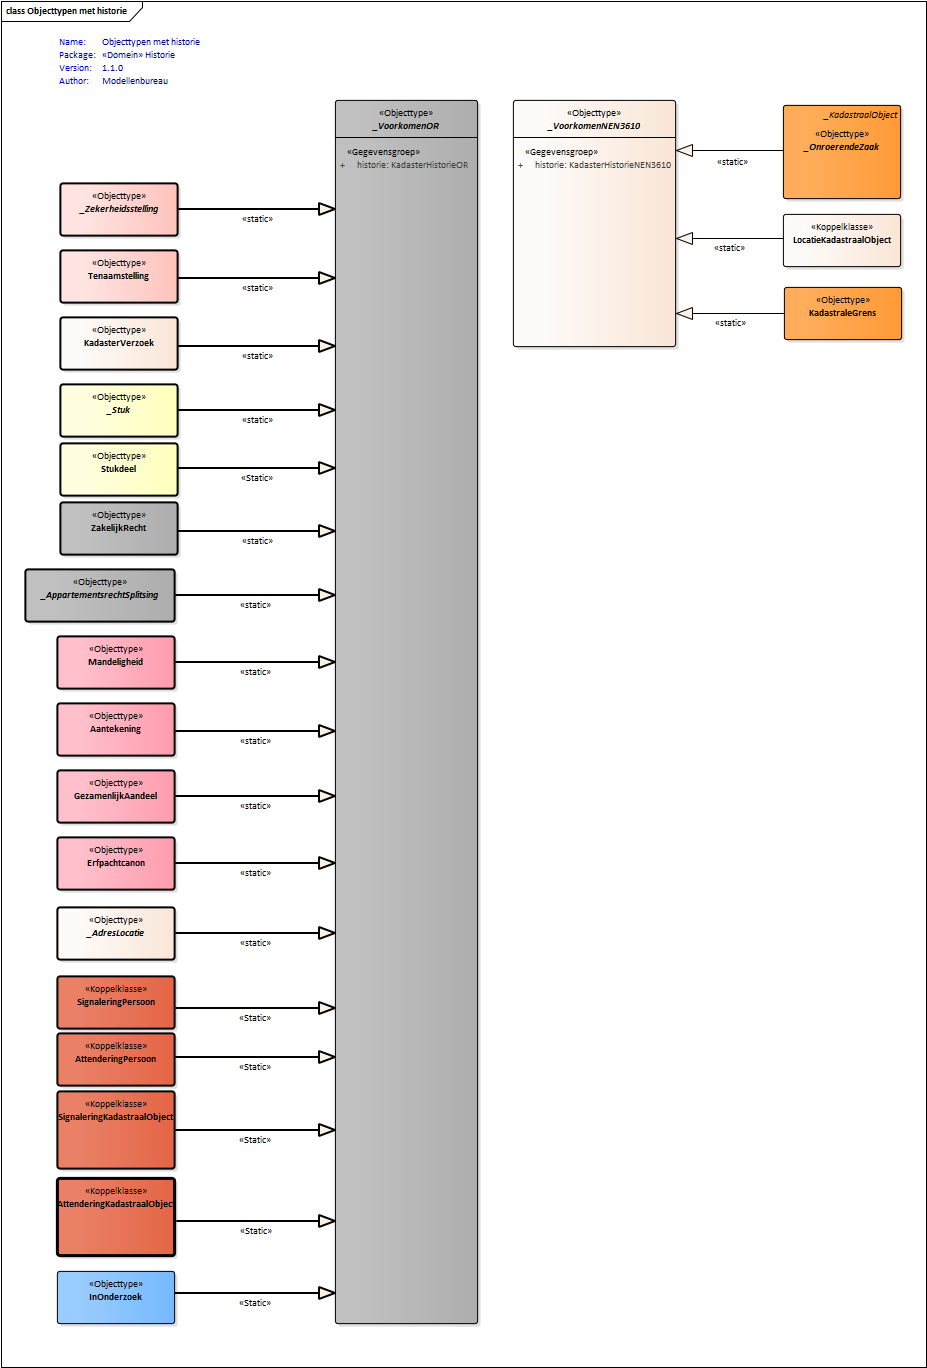 class Objecttypen met historie
Name: Objecttypen met historie
Package: «Domein» Historie
Version: 1.1.0
Author: Modellenbureau
«Objecttype»
_VoorkomenOR
«Gegevensgroep»
+ historie: KadasterHistorieOR
«Objecttype»
_VoorkomenNEN3610
«Gegevensgroep»
+ historie: KadasterHistorieNEN3610
_KadastraalObject
«Objecttype»
_OnroerendeZaak
«static»
«Koppelklasse»
LocatieKadastraalObject
«static»
«Objecttype»
KadastraleGrens
«static»
«Objecttype»
_Zekerheidsstelling
«static»
«Objecttype»
Tenaamstelling
«static»
«Objecttype»
KadasterVerzoek
«static»
«Objecttype»
_Stuk
«static»
«Objecttype»
Stukdeel
«Static»
«Objecttype»
ZakelijkRecht
«static»
«Objecttype»
_AppartementsrechtSplitsing
«static»
«Objecttype»
Mandeligheid
«static»
«Objecttype»
Aantekening
«static»
«Objecttype»
GezamenlijkAandeel
«static»
«Objecttype»
Erfpachtcanon
«static»
«Objecttype»
_AdresLocatie
«static»
«Koppelklasse»
SignaleringPersoon
«Static»
«Koppelklasse»
AttenderingPersoon
«Static»
«Koppelklasse»
SignaleringKadastraalObject
«Static»
«Koppelklasse»
AttenderingKadastraalObject
«Static»
«Objecttype»
InOnderzoek
«Static»